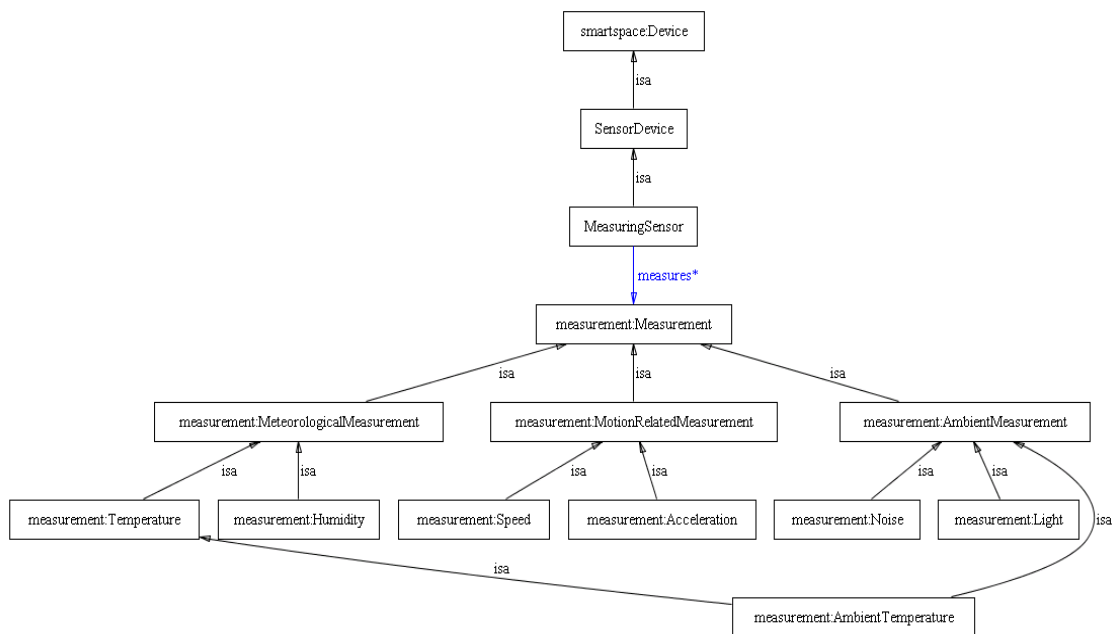 smartspace:Device
isa
SensorDevice
isa
MeasuringSensor
measures*
measurement:Measurement
isa
isa
isa
measurement:MeteorologicalMeasurement
measurement:MotionRelatedMeasurement
measurement:AmbientMeasurement
isa
isa
isa
isa
isa
isa
measurement:Temperature
measurement:Humidity
measurement:Speed
measurement:Acceleration
measurement:Noise
measurement:Light
isa
isa
measurement:AmbientTemperature